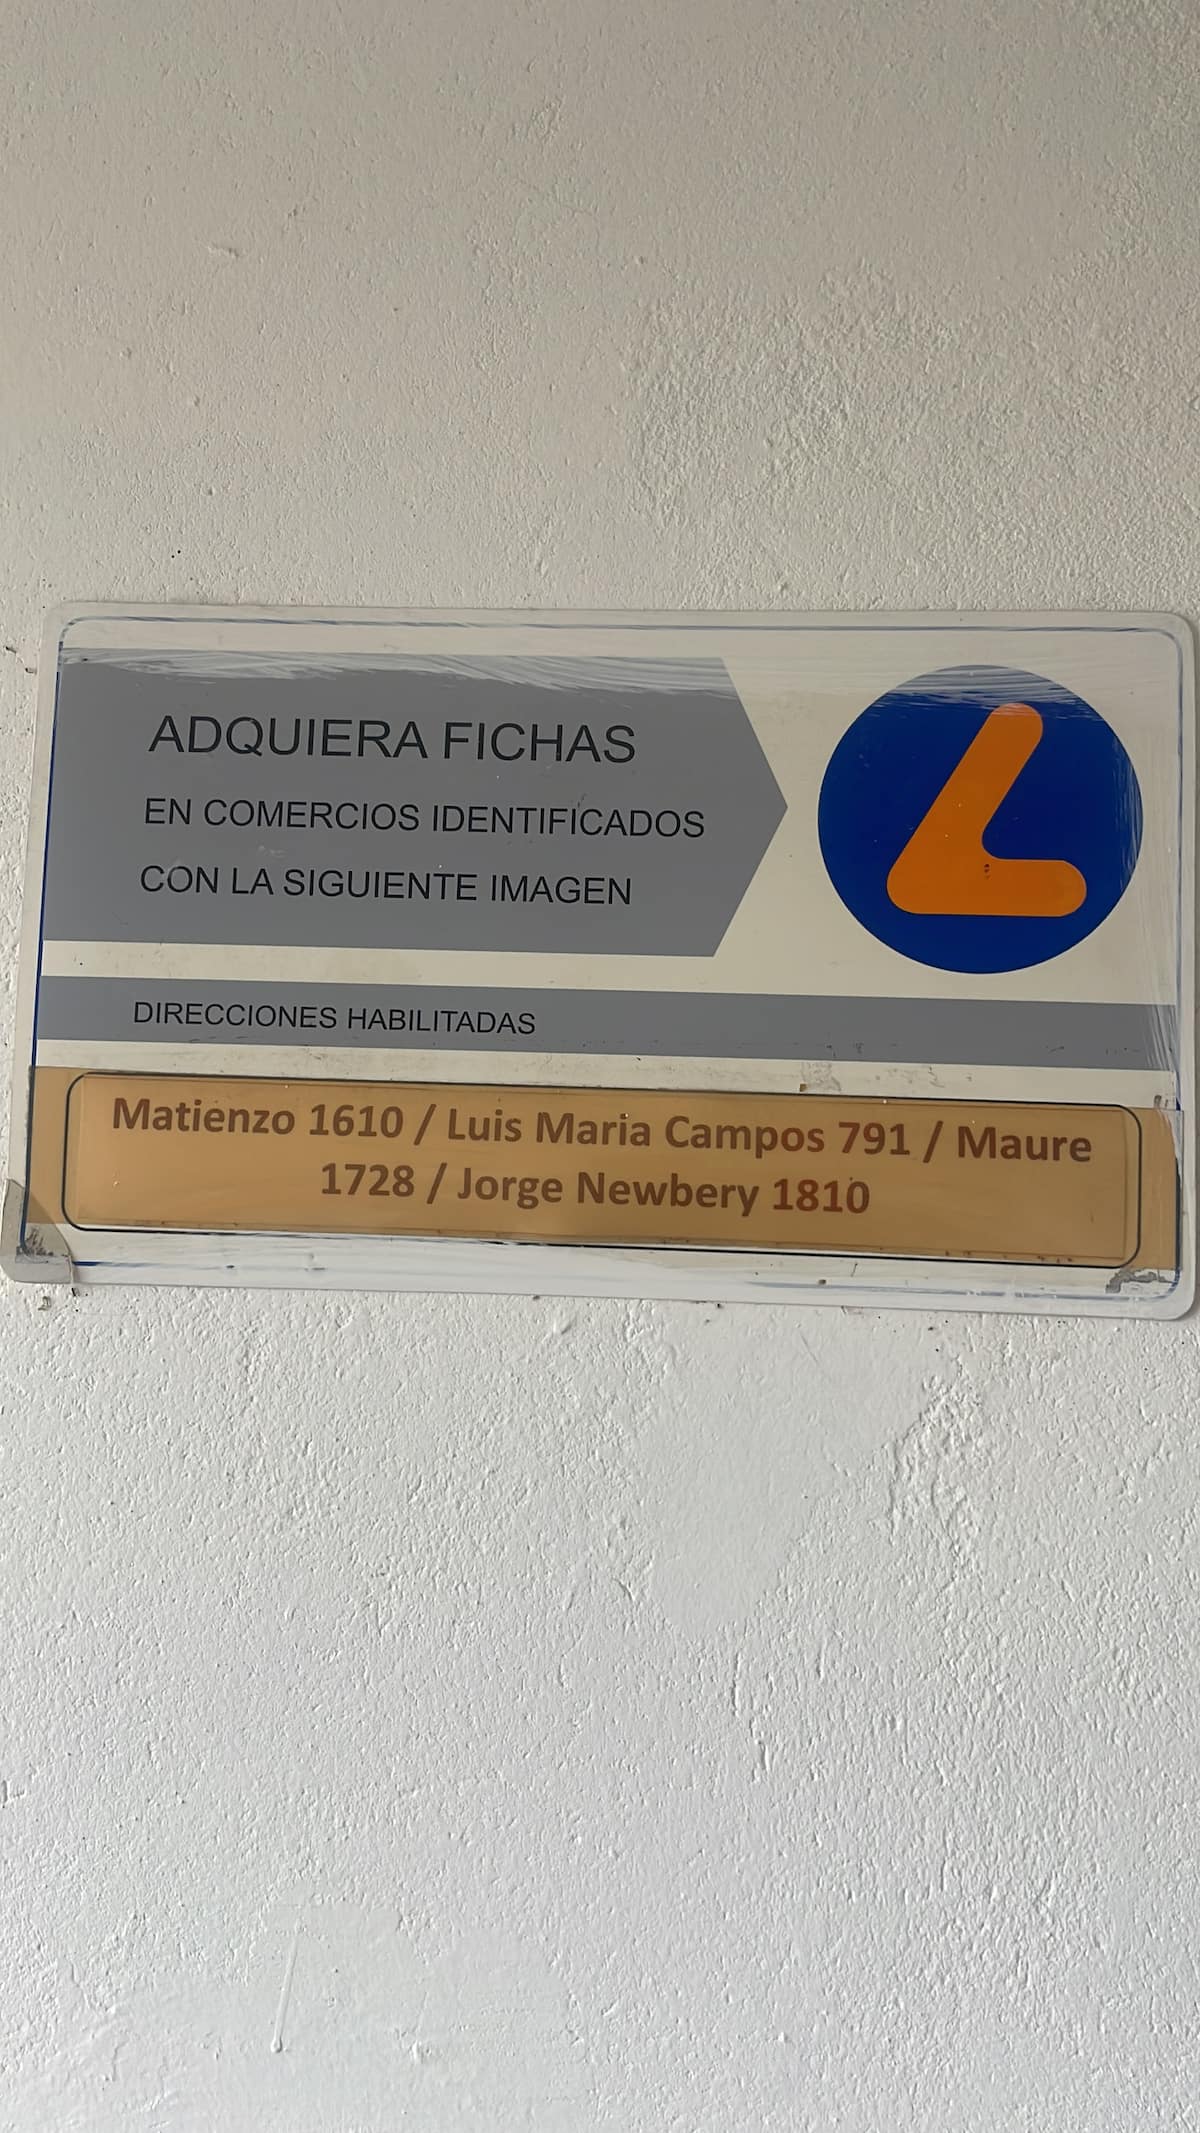 ADQUIERA FICHAS
EN COMERCIOS IDENTIFICADOS
CON LA SIGUIENTE IMAGEN
L
DIRECCIONES HABILITADAS
Matienzo 1610 / Luis Maria Campos 791 / Maure
1728 / Jorge Newbery 1810